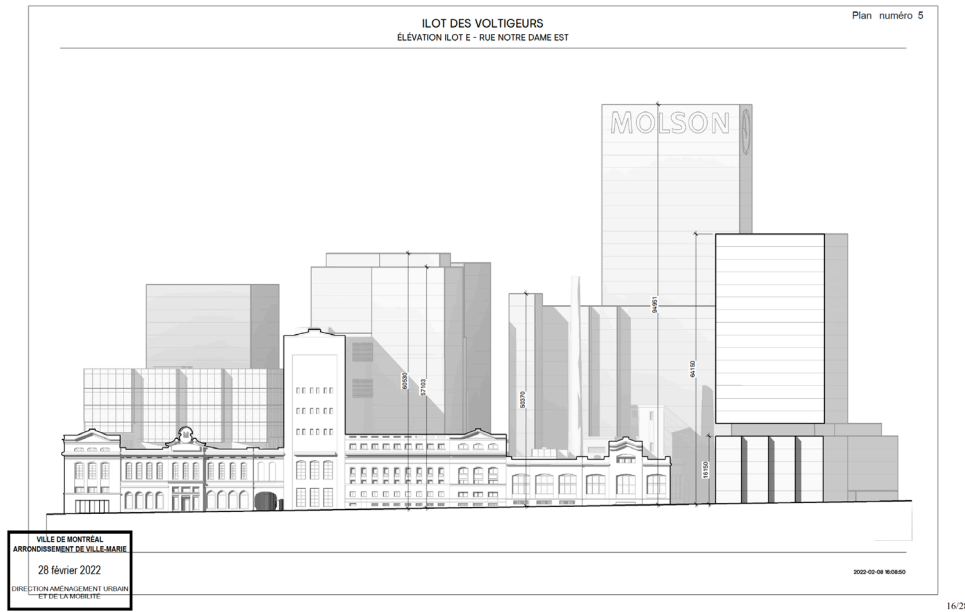 Plan numéro 5
ILOT DES VOLTIGEURS
ÉLÉVATION ILOT E - RUE NOTRE DAME EST
MOLSON
94951
64150
60530
57103
50370
16150
VILLE DE MONTRÉAL
ARRONDISSEMENT DE VILLE-MARIE
28 février 2022
DIRECTION AMÉNAGEMENT URBAIN
ET DE LA MOBILITÉ
2022-02-08 16:08:50